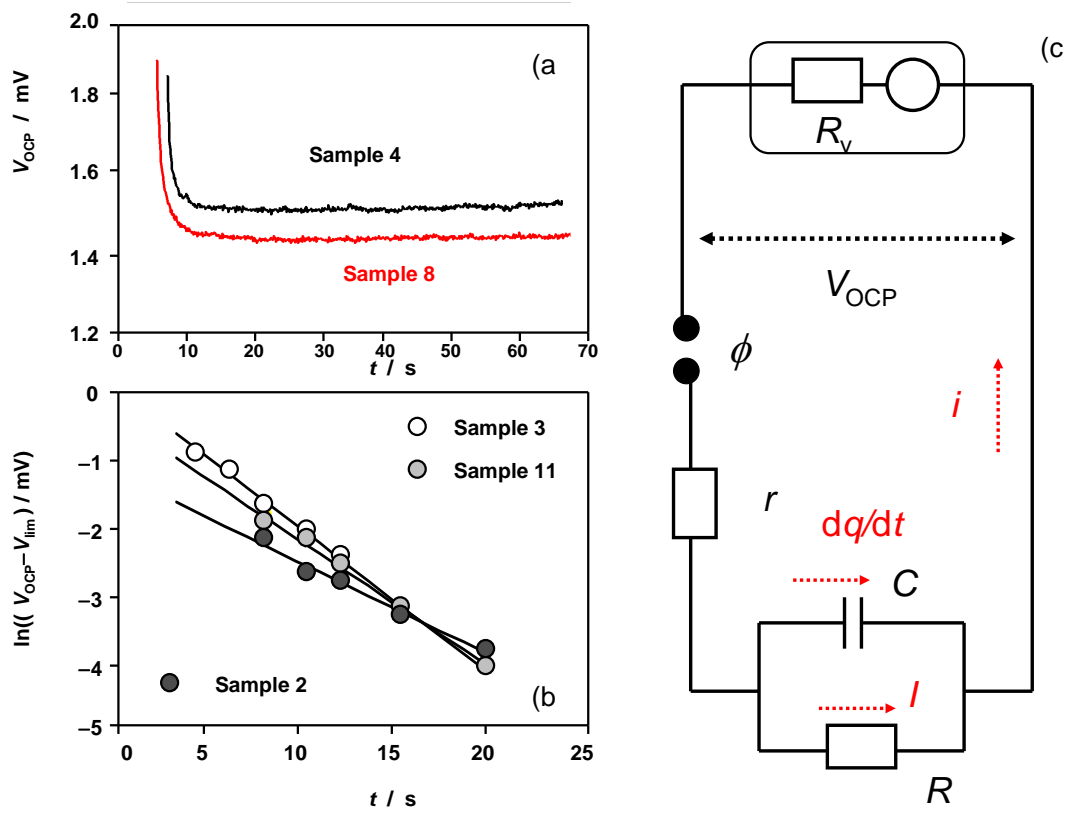 (a
2.0
1.8
1.6
1.4
1.2
V_OCP / mV
Sample 4
Sample 8
0 10 20 30 40 50 60 70
t / s
(b
0
–1
–2
–3
–4
–5
ln(( V_OCP–V_lim ) / mV)
Sample 3
Sample 11
Sample 2
0 5 10 15 20 25
t / s
(c
R_v
V_OCP
ϕ
i
r
dq/dt
C
I
R